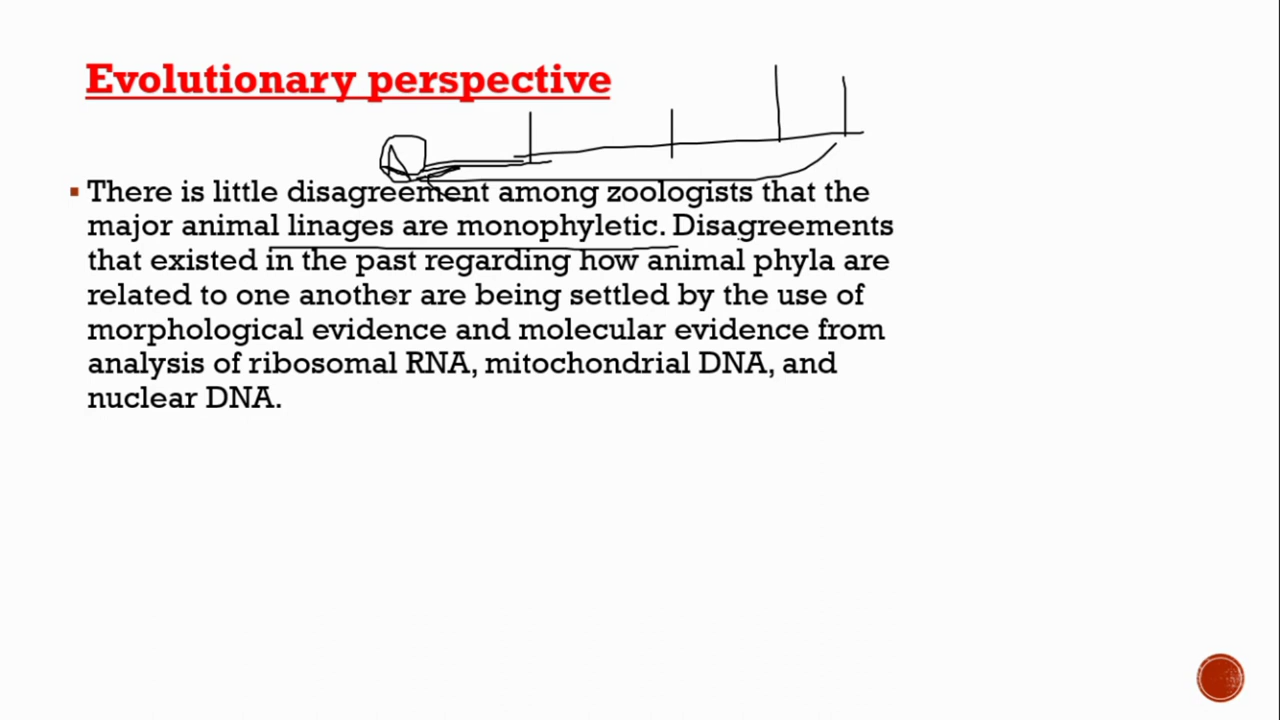 Evolutionary perspective
▪ There is little disagreement among zoologists that the
major animal linages are monophyletic. Disagreements
that existed in the past regarding how animal phyla are
related to one another are being settled by the use of
morphological evidence and molecular evidence from
analysis of ribosomal RNA, mitochondrial DNA, and
nuclear DNA.